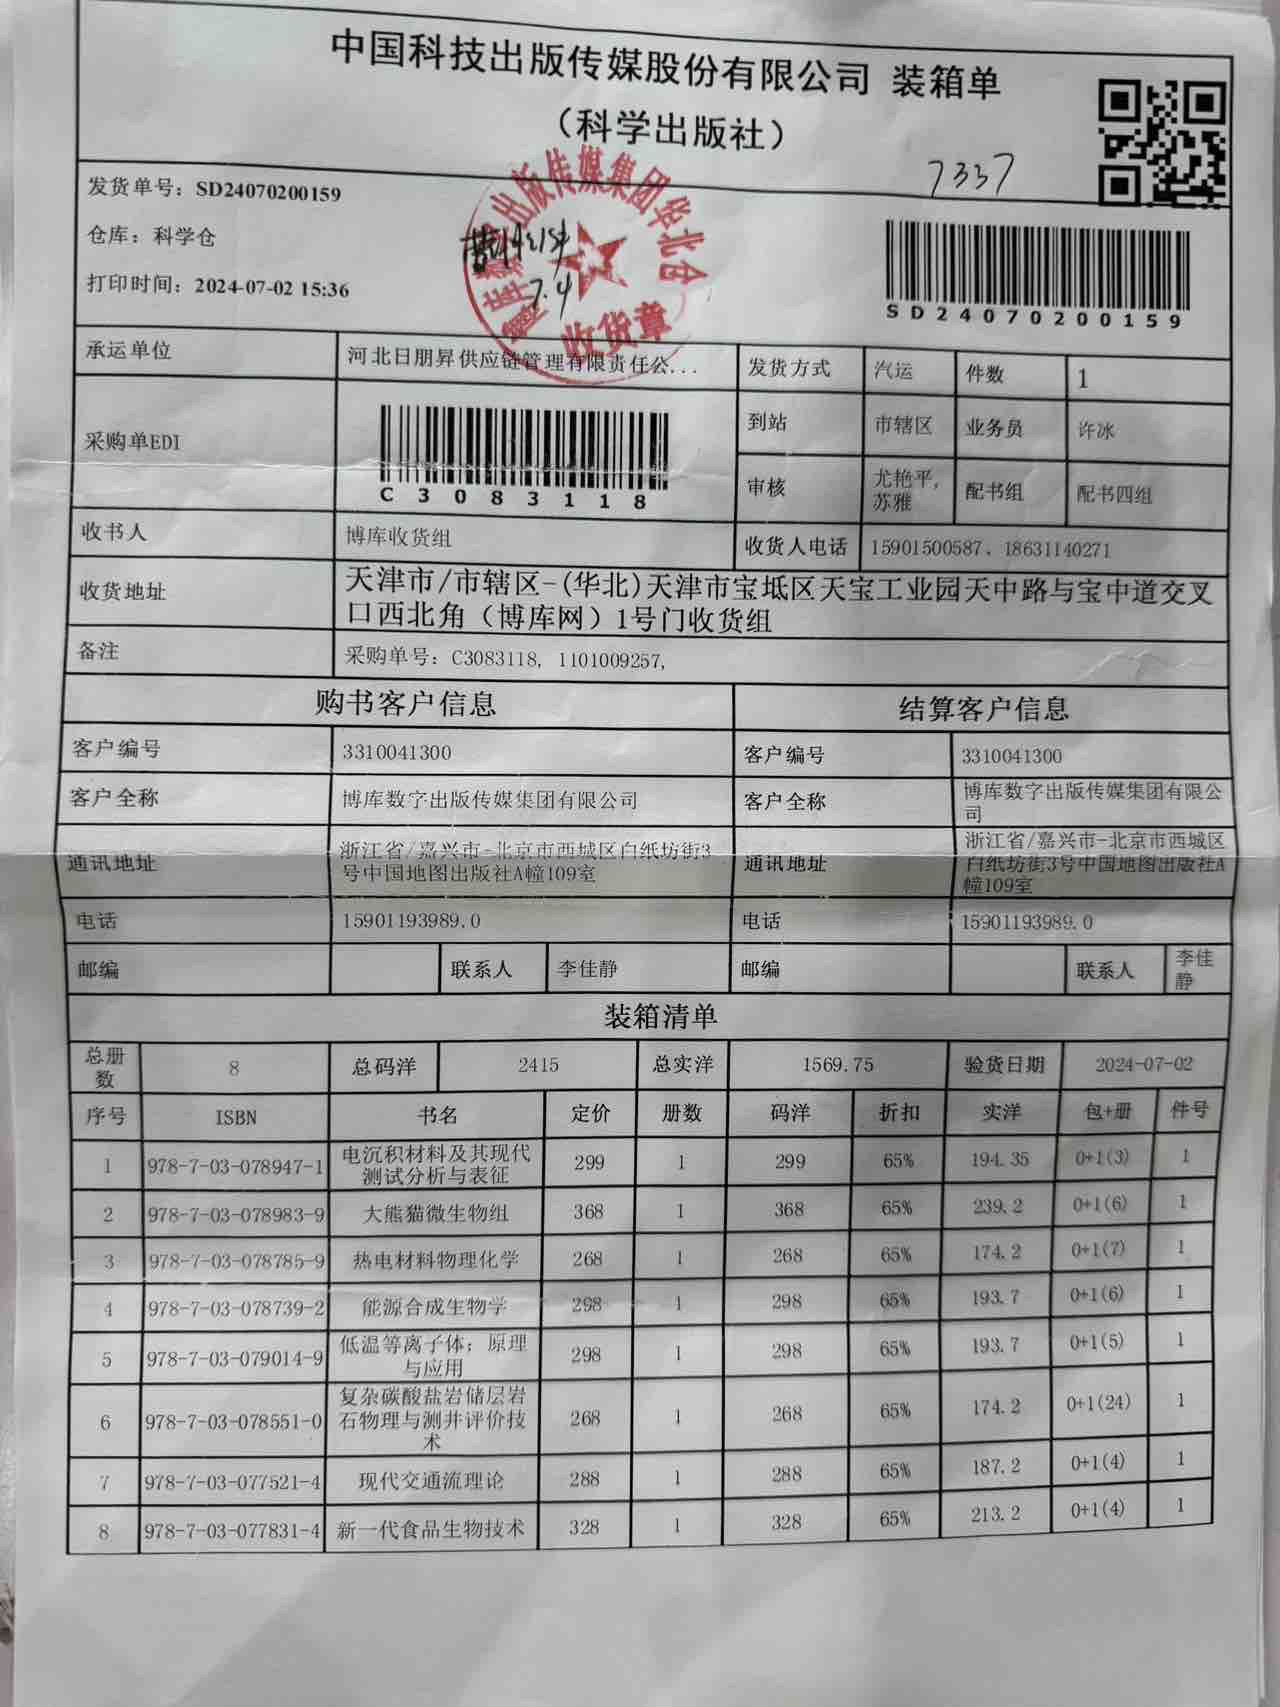 中国科技出版传媒股份有限公司 装箱单
（科学出版社）
7337
发货单号：SD24070200159
仓库：科学仓
打印时间：2024-07-02 15:36
出版传媒集团华北仓
收货章
7.4
SD24070200159
承运单位 河北日朋昇供应链管理有限责任公... 发货方式 汽运 件数 1
采购单EDI C3083118 到站 市辖区 业务员 许冰
审核 尤艳平,苏雅 配书组 配书四组
收书人 博库收货组 收货人电话 15901500587、18631140271
收货地址 天津市/市辖区-(华北)天津市宝坻区天宝工业园天中路与宝中道交叉
口西北角（博库网）1号门收货组
备注 采购单号：C3083118, 1101009257,
购书客户信息 结算客户信息
客户编号 3310041300 客户编号 3310041300
客户全称 博库数字出版传媒集团有限公司 客户全称 博库数字出版传媒集团有限公司
通讯地址 浙江省/嘉兴市-北京市西城区白纸坊街3号中国地图出版社A幢109室 通讯地址 浙江省/嘉兴市-北京市西城区白纸坊街3号中国地图出版社A幢109室
电话 15901193989.0 电话 15901193989.0
邮编 联系人 李佳静 邮编 联系人 李佳静
装箱清单
总册数 8 总码洋 2415 总实洋 1569.75 验货日期 2024-07-02
序号 ISBN 书名 定价 册数 码洋 折扣 实洋 包+册 件号
1 978-7-03-078947-1 电沉积材料及其现代测试分析与表征 299 1 299 65% 194.35 0+1(3) 1
2 978-7-03-078983-9 大熊猫微生物组 368 1 368 65% 239.2 0+1(6) 1
3 978-7-03-078785-9 热电材料物理化学 268 1 268 65% 174.2 0+1(7) 1
4 978-7-03-078739-2 能源合成生物学 298 1 298 65% 193.7 0+1(6) 1
5 978-7-03-079014-9 低温等离子体：原理与应用 298 1 298 65% 193.7 0+1(5) 1
6 978-7-03-078551-0 复杂碳酸盐岩储层岩石物理与测井评价技术 268 1 268 65% 174.2 0+1(24) 1
7 978-7-03-077521-4 现代交通流理论 288 1 288 65% 187.2 0+1(4) 1
8 978-7-03-077831-4 新一代食品生物技术 328 1 328 65% 213.2 0+1(4) 1